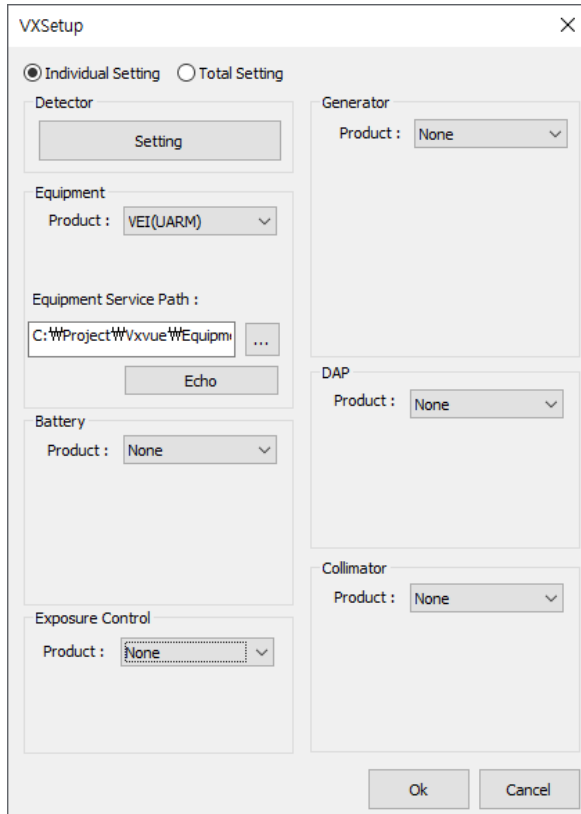 VXSetup
Individual Setting
Total Setting
Detector
Setting
Equipment
Product :
VEI(UARM)
Equipment Service Path :
C:₩Project₩Vxvue₩Equipm
...
Echo
Battery
Product :
None
Exposure Control
Product :
None
Generator
Product :
None
DAP
Product :
None
Collimator
Product :
None
Ok
Cancel